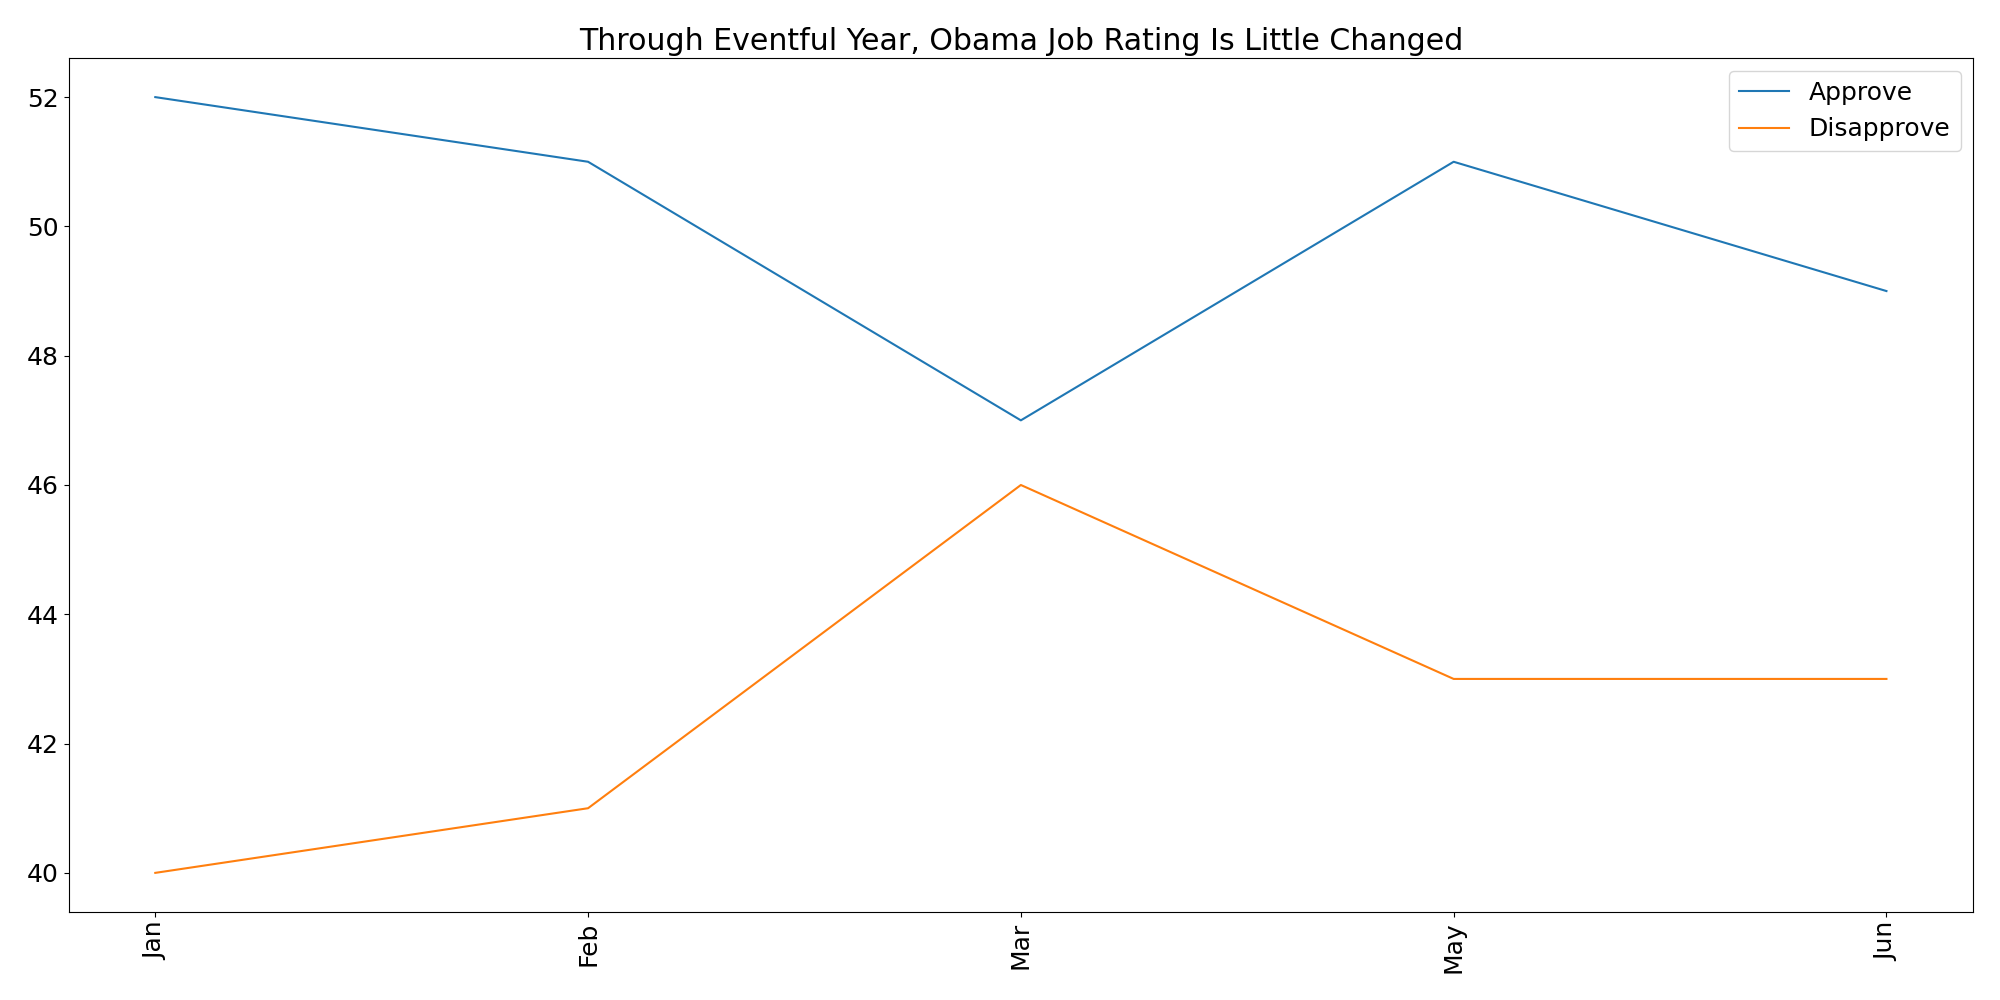 Through Eventful Year, Obama Job Rating Is Little Changed
Approve
Disapprove
52
50
48
46
44
42
40
Jan
Feb
Mar
May
Jun